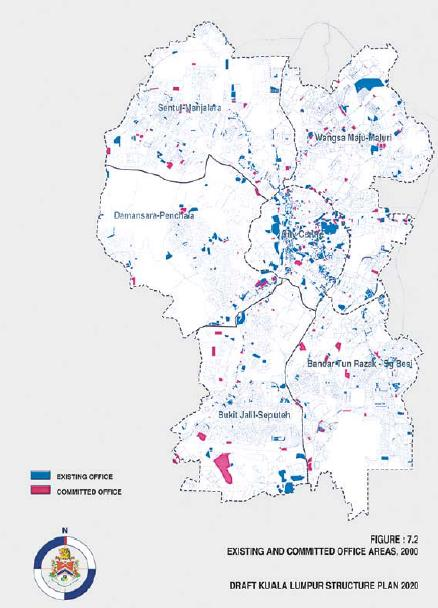 Sentul-Manjalara
Wangsa Maju-Maluri
Damansara-Penchala
City Centre
Bandar Tun Razak - Sg Besi
Bukit Jalil-Seputeh
EXISTING OFFICE
COMMITTED OFFICE
N
FIGURE : 7.2
EXISTING AND COMMITTED OFFICE AREAS, 2000
DRAFT KUALA LUMPUR STRUCTURE PLAN 2020